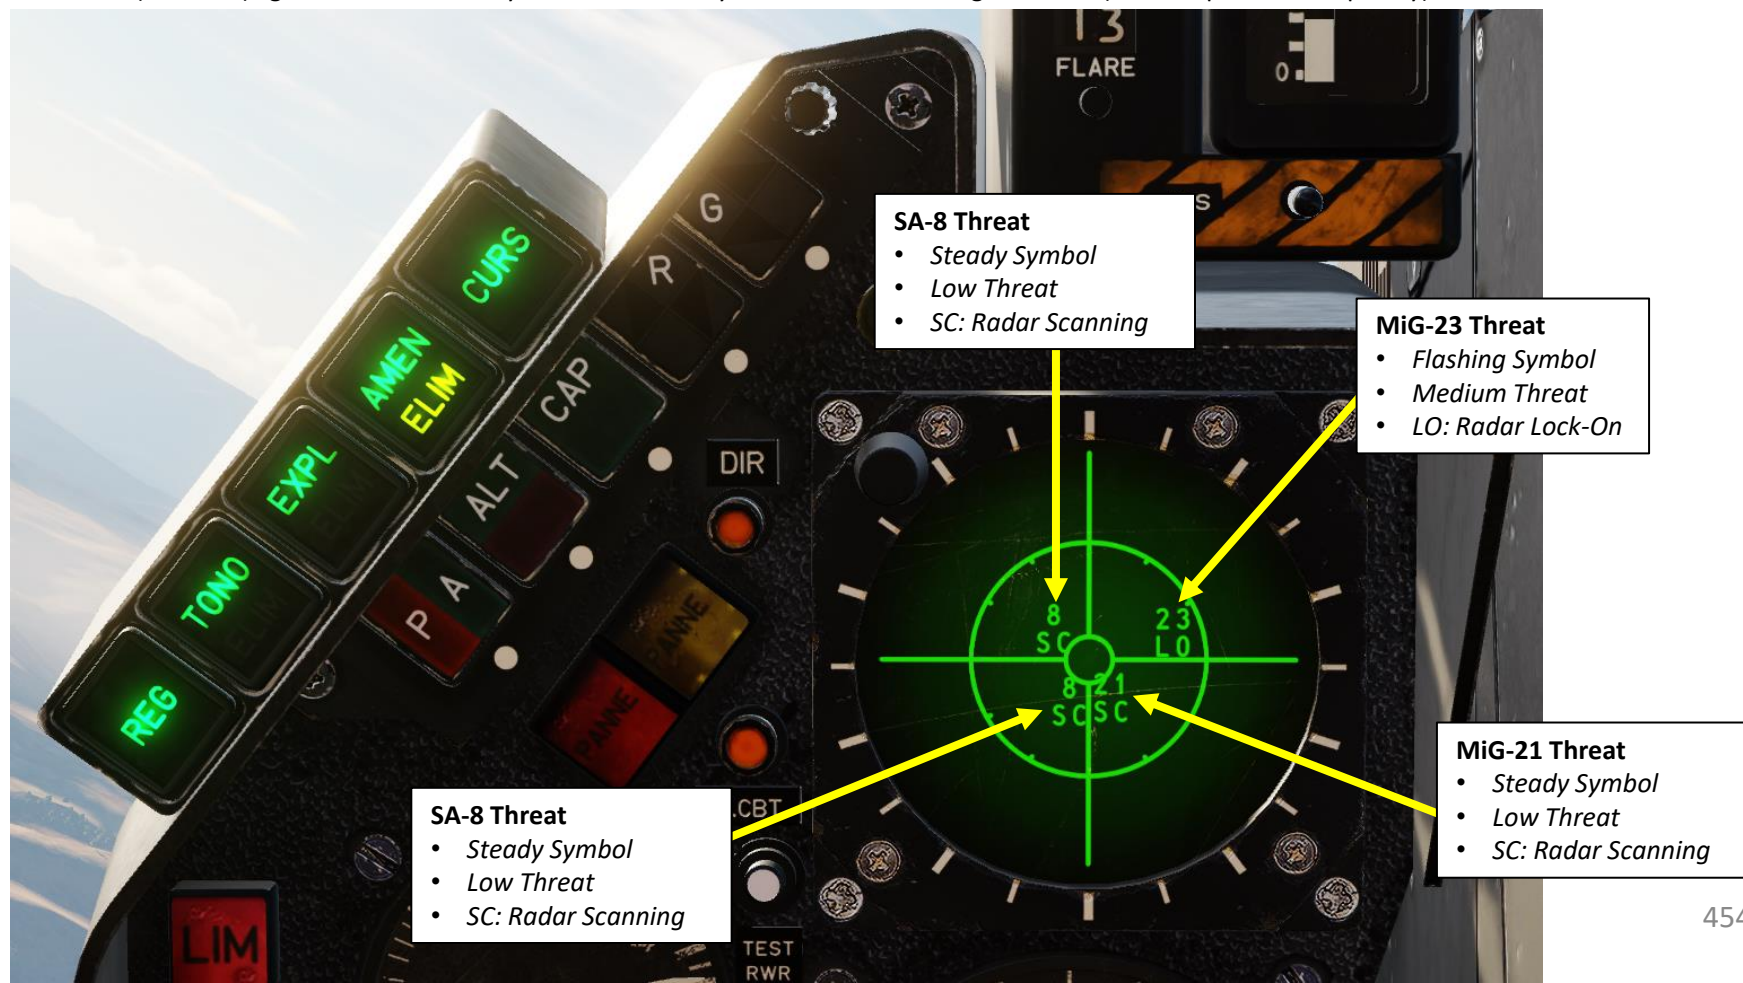 13
FLARE
0
S
G
R
CURS
CAP
AMEN
ELIM
ALT
EXPL
ELIM
P A
TONO
ELIM
REG
DIR
PANNE
PANNE
.CBT
LIM
TEST
RWR
SA-8 Threat
• Steady Symbol
• Low Threat
• SC: Radar Scanning
MiG-23 Threat
• Flashing Symbol
• Medium Threat
• LO: Radar Lock-On
8
SC
23
LO
8
SC
21
SC
MiG-21 Threat
• Steady Symbol
• Low Threat
• SC: Radar Scanning
SA-8 Threat
• Steady Symbol
• Low Threat
• SC: Radar Scanning
454